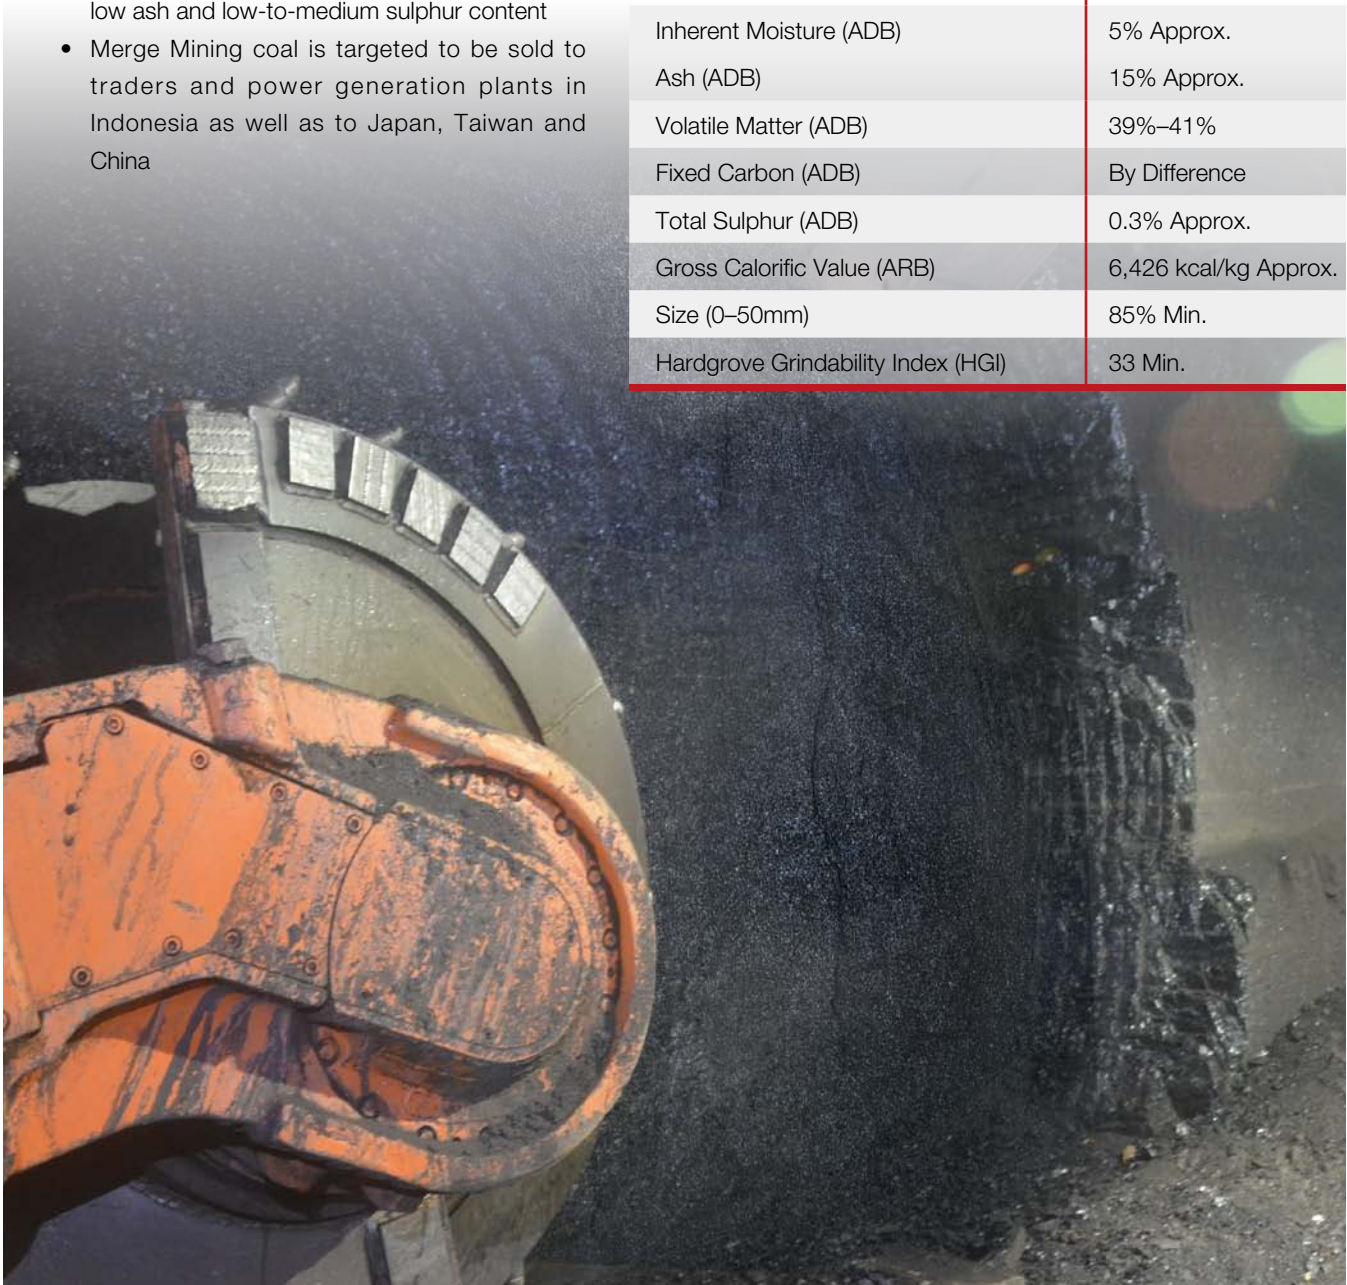 low ash and low-to-medium sulphur content
• Merge Mining coal is targeted to be sold to
traders and power generation plants in
Indonesia as well as to Japan, Taiwan and
China
Inherent Moisture (ADB) 5% Approx.
Ash (ADB) 15% Approx.
Volatile Matter (ADB) 39%–41%
Fixed Carbon (ADB) By Difference
Total Sulphur (ADB) 0.3% Approx.
Gross Calorific Value (ARB) 6,426 kcal/kg Approx.
Size (0–50mm) 85% Min.
Hardgrove Grindability Index (HGI) 33 Min.